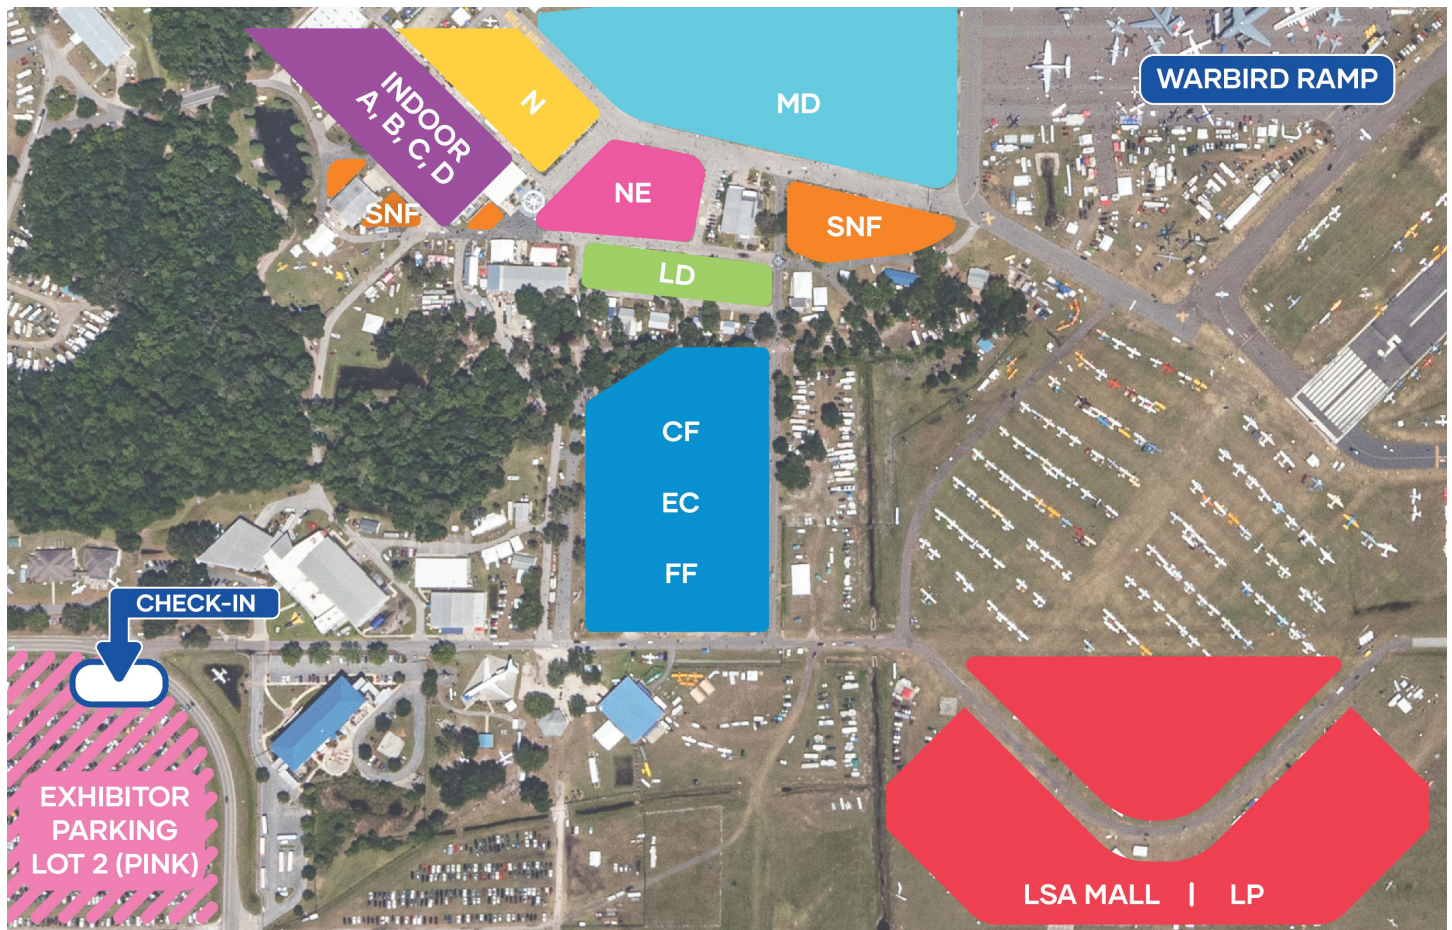 WARBIRD RAMP
MD
N
INDOOR
A, B, C, D
NE
SNF
SNF
LD
CF
EC
FF
CHECK-IN
EXHIBITOR
PARKING
LOT 2 (PINK)
LSA MALL | LP